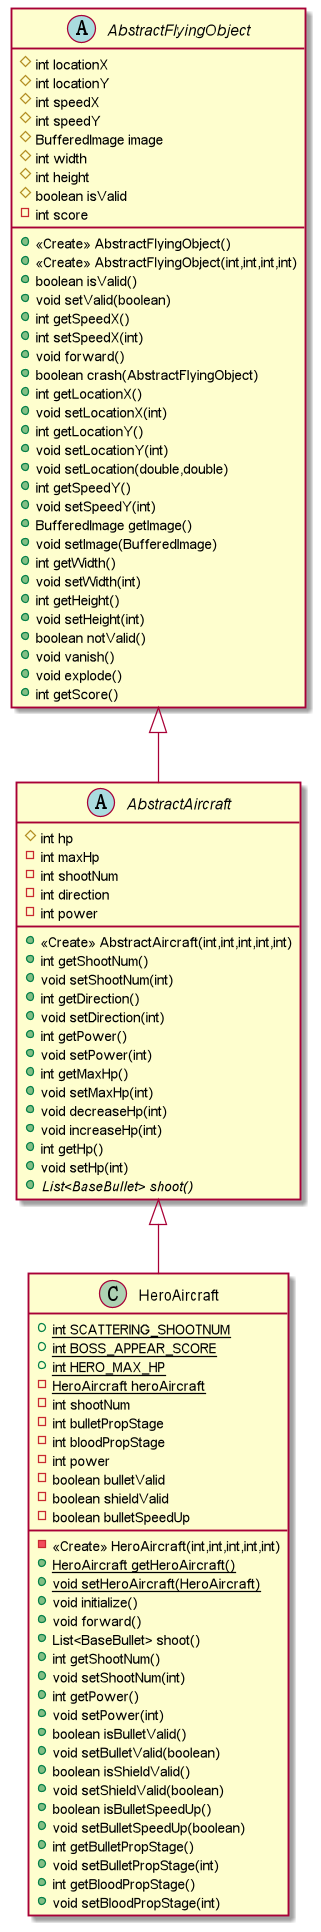 A AbstractFlyingObject
int locationX
int locationY
int speedX
int speedY
BufferedImage image
int width
int height
boolean isValid
int score
«Create» AbstractFlyingObject()
«Create» AbstractFlyingObject(int,int,int,int)
boolean isValid()
void setValid(boolean)
int getSpeedX()
int setSpeedX(int)
void forward()
boolean crash(AbstractFlyingObject)
int getLocationX()
void setLocationX(int)
int getLocationY()
void setLocationY(int)
void setLocation(double,double)
int getSpeedY()
void setSpeedY(int)
BufferedImage getImage()
void setImage(BufferedImage)
int getWidth()
void setWidth(int)
int getHeight()
void setHeight(int)
boolean notValid()
void vanish()
void explode()
int getScore()
A AbstractAircraft
int hp
int maxHp
int shootNum
int direction
int power
«Create» AbstractAircraft(int,int,int,int,int)
int getShootNum()
void setShootNum(int)
int getDirection()
void setDirection(int)
int getPower()
void setPower(int)
int getMaxHp()
void setMaxHp(int)
void decreaseHp(int)
void increaseHp(int)
int getHp()
void setHp(int)
List<BaseBullet> shoot()
C HeroAircraft
int SCATTERING_SHOOTNUM
int BOSS_APPEAR_SCORE
int HERO_MAX_HP
HeroAircraft heroAircraft
int shootNum
int bulletPropStage
int bloodPropStage
int power
boolean bulletValid
boolean shieldValid
boolean bulletSpeedUp
«Create» HeroAircraft(int,int,int,int,int)
HeroAircraft getHeroAircraft()
void setHeroAircraft(HeroAircraft)
void initialize()
void forward()
List<BaseBullet> shoot()
int getShootNum()
void setShootNum(int)
int getPower()
void setPower(int)
boolean isBulletValid()
void setBulletValid(boolean)
boolean isShieldValid()
void setShieldValid(boolean)
boolean isBulletSpeedUp()
void setBulletSpeedUp(boolean)
int getBulletPropStage()
void setBulletPropStage(int)
int getBloodPropStage()
void setBloodPropStage(int)